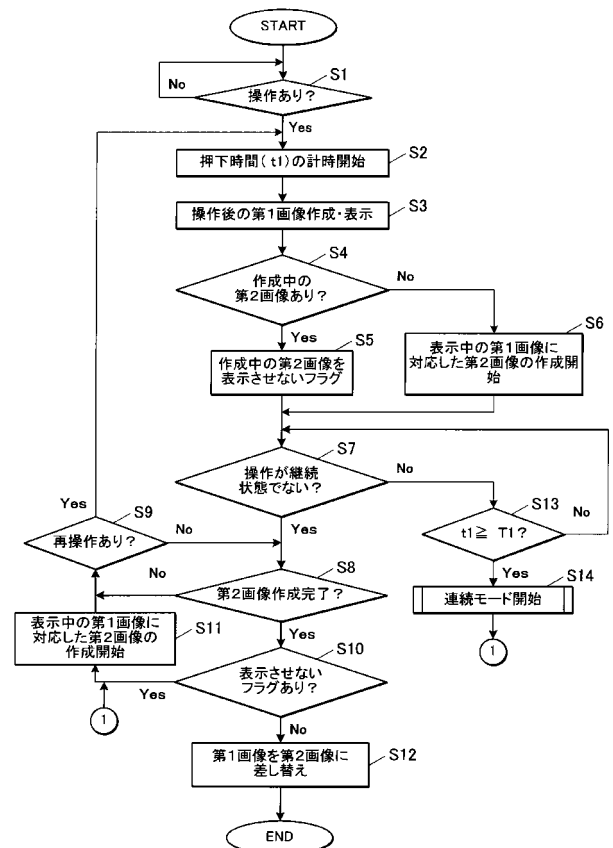 START
S1
No
操作あり？
Yes
S2
押下時間(t1)の計時開始
S3
操作後の第1画像作成・表示
S4
作成中の
第2画像あり？
No
Yes
S5
作成中の第2画像を
表示させないフラグ
S6
表示中の第1画像に
対応した第2画像の作成開
始
S7
操作が継続
状態でない？
No
Yes
S13
t1≧ T1？
No
Yes
S14
連続モード開始
1
Yes
S9
再操作あり？
No
S8
第2画像作成完了？
No
Yes
表示中の第1画像に
対応した第2画像の
作成開始
S11
S10
表示させない
フラグあり？
Yes
1
No
S12
第1画像を第2画像に
差し替え
END